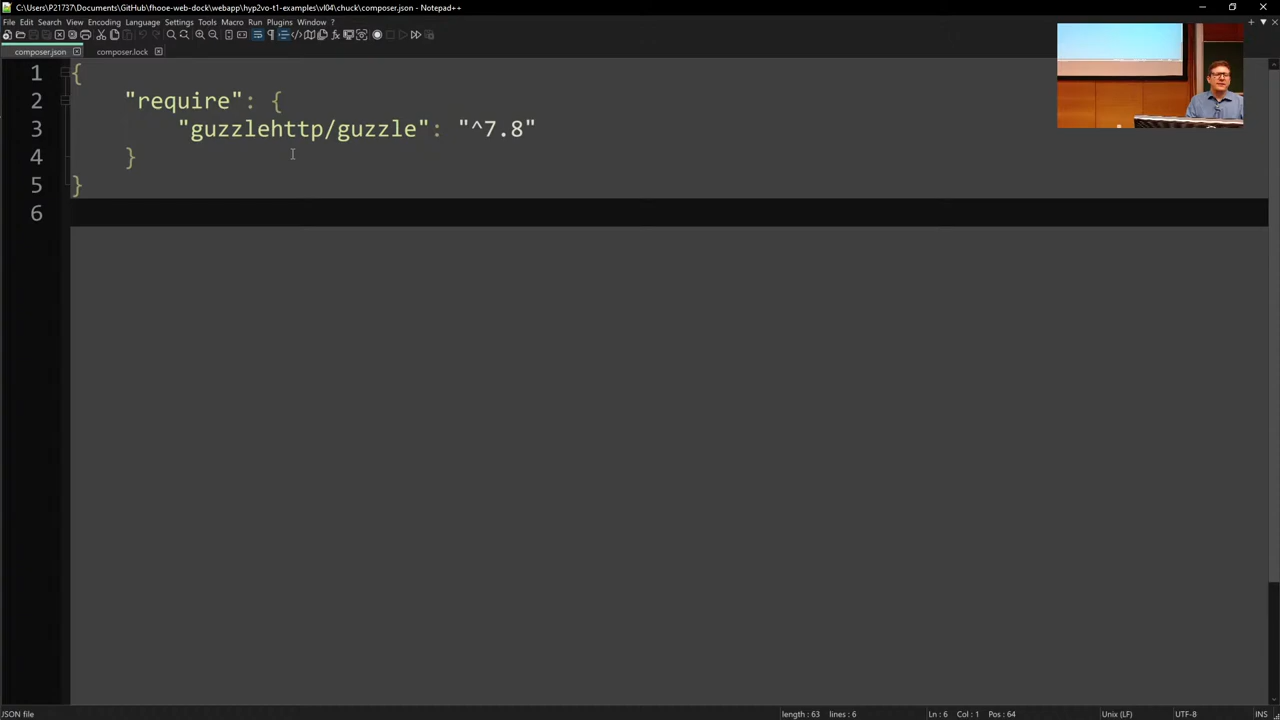 C:\Users\P21737\Documents\GitHub\fhooe-web-dock\webapp\hyp2vo-t1-examples\vl04\chuck\composer.json - Notepad++
File Edit Search View Encoding Language Settings Tools Macro Run Plugins Window ?
composer.json composer.lock
1 {
2 "require": {
3 "guzzlehttp/guzzle": "^7.8"
4 }
5 }
6
JSON file length : 63 lines : 6 Ln : 6 Col : 1 Pos : 64 Unix (LF) UTF-8 INS